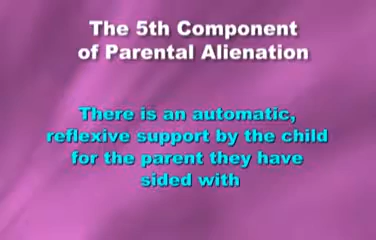 The 5th Component
of Parental Alienation
There is an automatic,
reflexive support by the child
for the parent they have
sided with